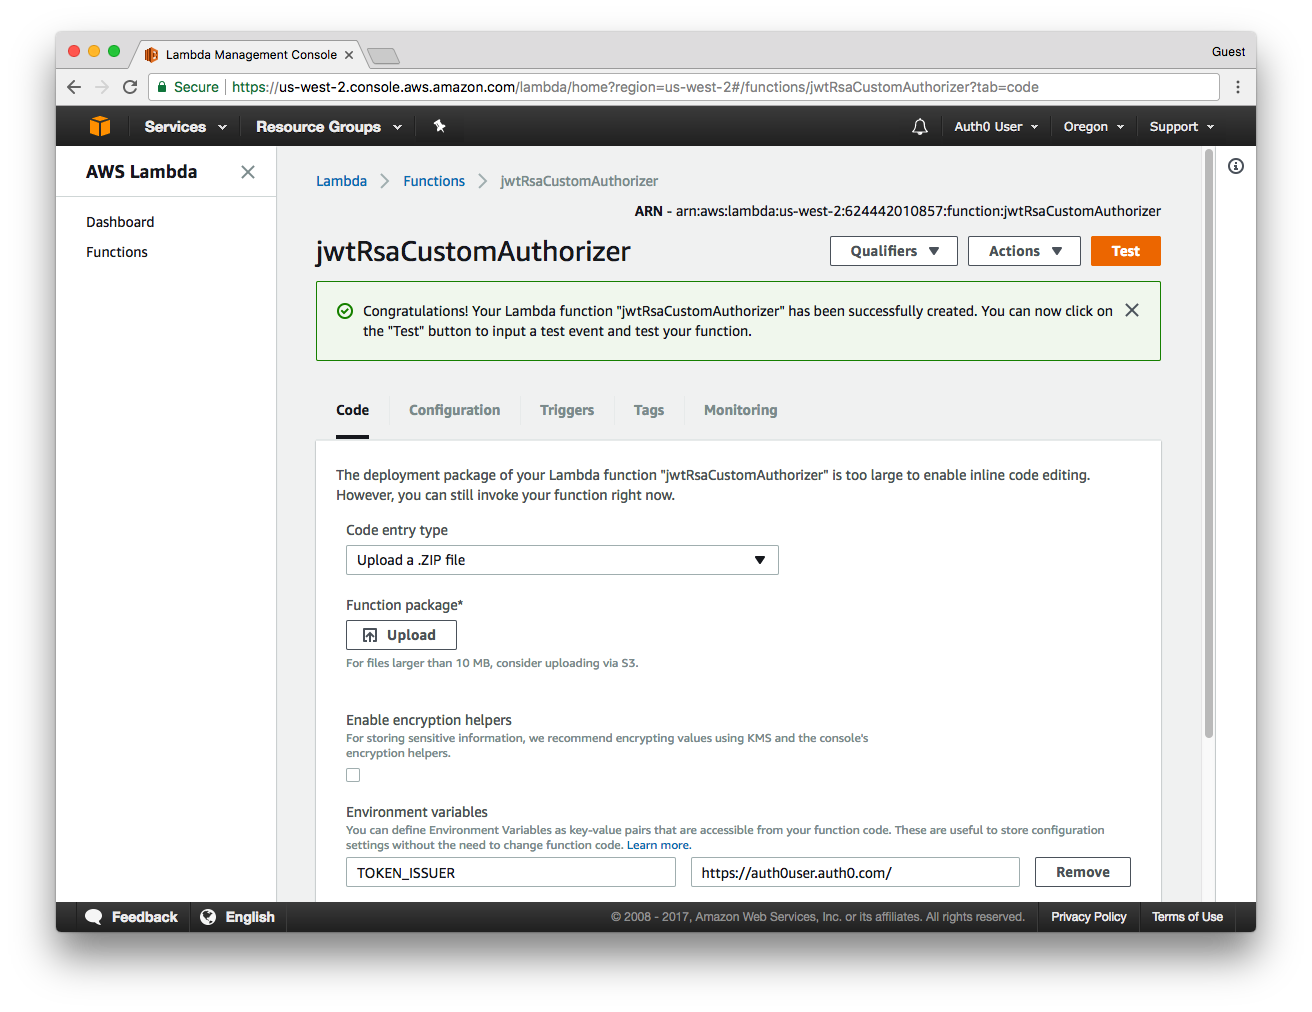 Lambda Management Console
Guest
Secure
https://us-west-2.console.aws.amazon.com/lambda/home?region=us-west-2#/functions/jwtRsaCustomAuthorizer?tab=code
Services
Resource Groups
Auth0 User
Oregon
Support
AWS Lambda
Dashboard
Functions
Lambda
Functions
jwtRsaCustomAuthorizer
ARN - arn:aws:lambda:us-west-2:624442010857:function:jwtRsaCustomAuthorizer
jwtRsaCustomAuthorizer
Qualifiers
Actions
Test
Congratulations! Your Lambda function "jwtRsaCustomAuthorizer" has been successfully created. You can now click on
the "Test" button to input a test event and test your function.
Code
Configuration
Triggers
Tags
Monitoring
The deployment package of your Lambda function "jwtRsaCustomAuthorizer" is too large to enable inline code editing.
However, you can still invoke your function right now.
Code entry type
Upload a .ZIP file
Function package*
Upload
For files larger than 10 MB, consider uploading via S3.
Enable encryption helpers
For storing sensitive information, we recommend encrypting values using KMS and the console's
encryption helpers.
Environment variables
You can define Environment Variables as key-value pairs that are accessible from your function code. These are useful to store configuration
settings without the need to change function code. Learn more.
TOKEN_ISSUER
https://auth0user.auth0.com/
Remove
Feedback
English
© 2008 - 2017, Amazon Web Services, Inc. or its affiliates. All rights reserved.
Privacy Policy
Terms of Use